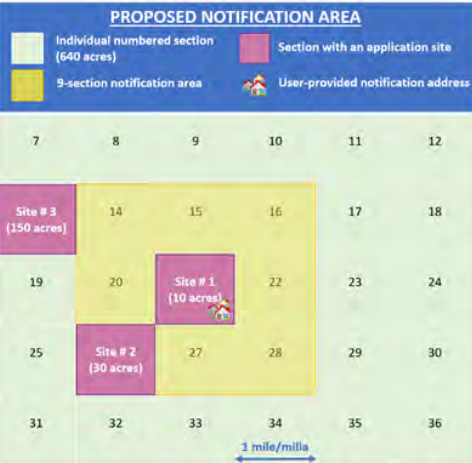 PROPOSED NOTIFICATION AREA
Individual numbered section
(640 acres)
Section with an application site
9-section notification area
User-provided notification address
7 8 9 10 11 12
Site # 3
(150 acres)
14 15 16 17 18
19 20
Site # 1
(10 acres)
22 23 24
25
Site # 2
(30 acres)
27 28 29 30
31 32 33 34 35 36
1 mile/milla